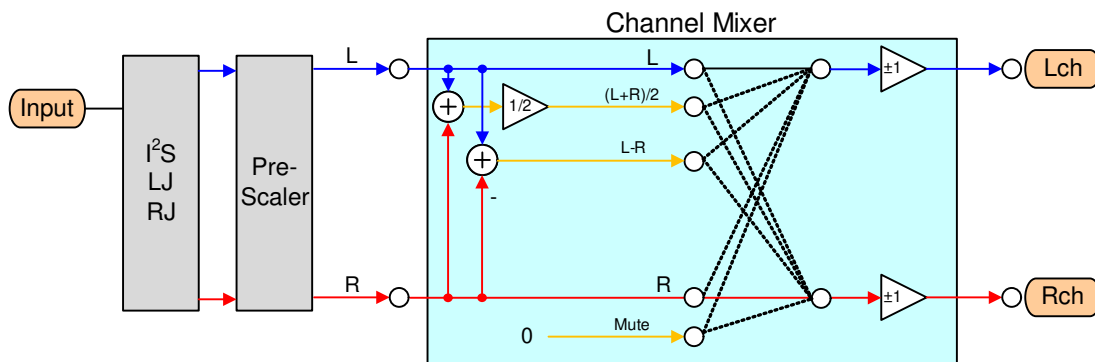 Channel Mixer
L
L
±1
Lch
Input
+
1/2
(L+R)/2
I²S
LJ
RJ
Pre-
Scaler
+
L-R
-
R
R
±1
Rch
0
Mute